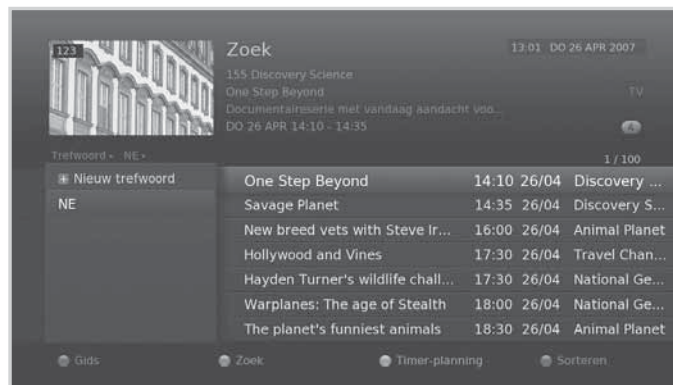 123
Zoek
13:01 DO 26 APR 2007
155 Discovery Science
One Step Beyond
TV
Documentaireserie met vandaag aandacht voo...
DO 26 APR 14:10 - 14:35
4
Trefwoord NE
1 / 100
Nieuw trefwoord
NE
One Step Beyond 14:10 26/04 Discovery ...
Savage Planet 14:35 26/04 Discovery S...
New breed vets with Steve Ir... 16:00 26/04 Animal Planet
Hollywood and Vines 17:30 26/04 Travel Chan...
Hayden Turner's wildlife chall... 17:30 26/04 National Ge...
Warplanes: The age of Stealth 18:00 26/04 National Ge...
The planet's funniest animals 18:30 26/04 Animal Planet
Gids Zoek Timer-planning Sorteren